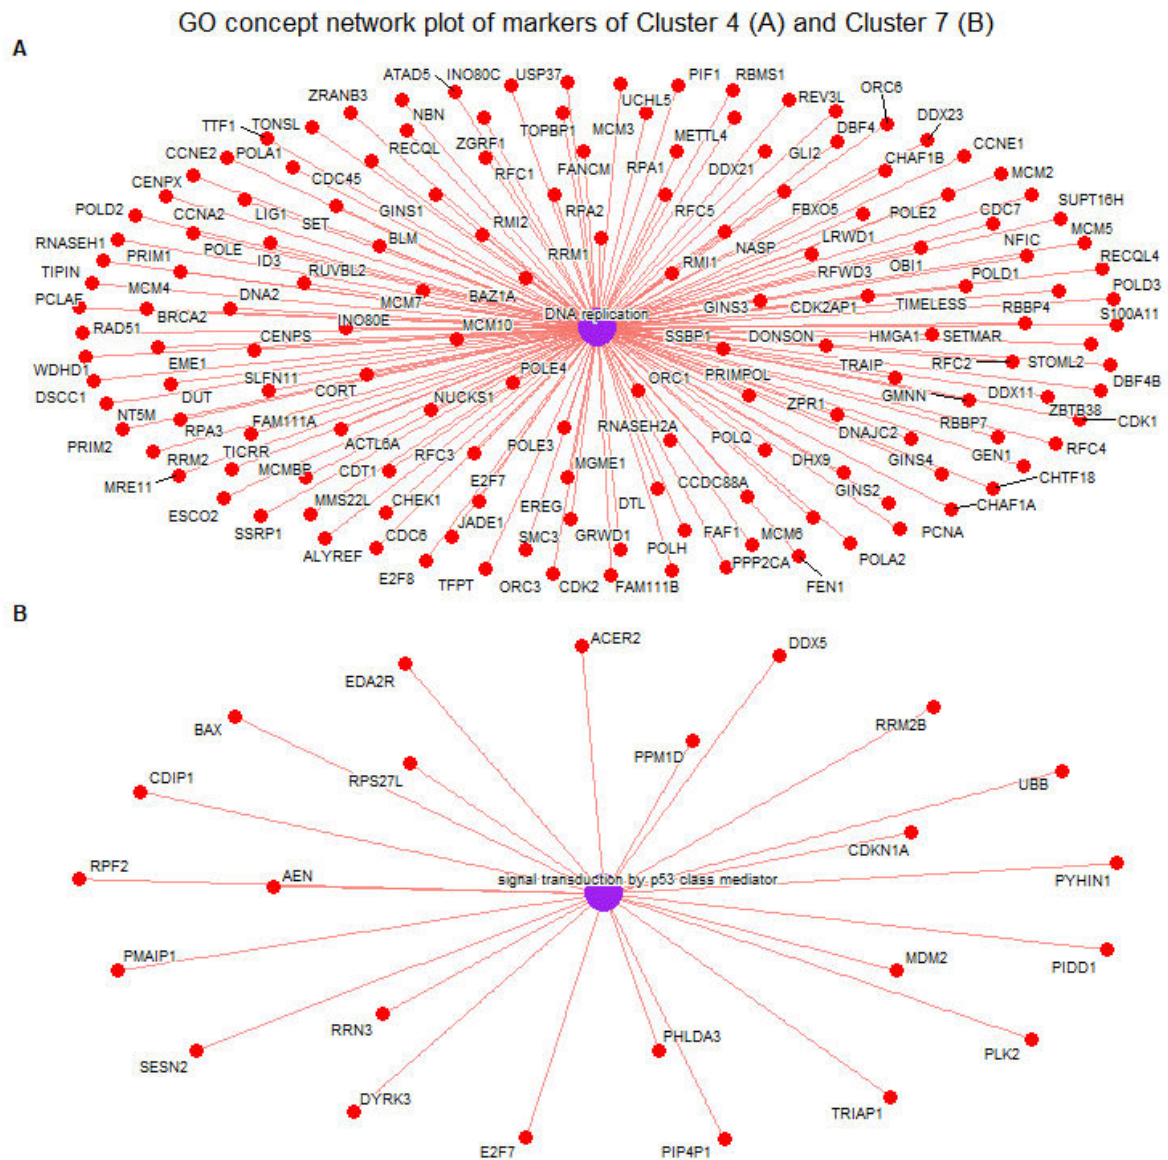 GO concept network plot of markers of Cluster 4 (A) and Cluster 7 (B)
A
ATAD5 INO80C USP37 PIF1 RBMS1
ORC6
ZRANB3 NBN UCHL5 REV3L
TTF1 TONSL ZGRF1 TOPBP1 MCM3 METTL4 DBF4 DDX23
CCNE2 POLA1 RECQL RFC1 FANCM RPA1 DDX21 GLI2 CHAF1B CCNE1
CENPX CDC45 MCM2
POLD2 CCNA2 LIG1 SET GINS1 RMI2 RPA2 RFC5 FBXO5 POLE2 CDC7 SUPT16H
RNASEH1 PRIM1 POLE ID3 BLM RRM1 NASP LRWD1 NFIC MCM5
TIPIN RUVBL2 RMI1 RFWD3 OBI1 RECQL4
PCLAF MCM4 DNA2 MCM7 BAZ1A GINS3 CDK2AP1 TIMELESS POLD1 RBBP4 POLD3
BRCA2 INO80E DNA replication S100A11
RAD51 CENPS MCM10 SSBP1 DONSON HMGA1 SETMAR
WDHD1 EME1 POLE4 TRAIP RFC2 STOML2
DSCC1 DUT SLFN11 CORT ORC1 PRIMPOL GMNN DDX11 DBF4B
NT5M RPA3 FAM111A NUCKS1 ZPR1 RBBP7 ZBTB38 CDK1
PRIM2 RRM2 TICRR ACTL6A RFC3 POLE3 RNASEH2A POLQ DNAJC2 GEN1 RFC4
MRE11 MCMBP CDT1 E2F7 MGME1 CCDC88A DHX9 GINS4 CHTF18
ESCO2 MMS22L CHEK1 EREG DTL GINS2 CHAF1A
SSRP1 ALYREF CDC6 JADE1 SMC3 GRWD1 POLH FAF1 MCM6 PCNA
E2F8 TFPT ORC3 CDK2 FAM111B PPP2CA FEN1 POLA2
B
ACER2 DDX5
EDA2R
BAX RRM2B
PPM1D
CDIP1 RPS27L UBB
CDKN1A
RPF2 AEN signal transduction by p53 class mediator PYHIN1
PMAIP1 MDM2 PIDD1
RRN3 PHLDA3
SESN2 PLK2
DYRK3 TRIAP1
E2F7 PIP4P1